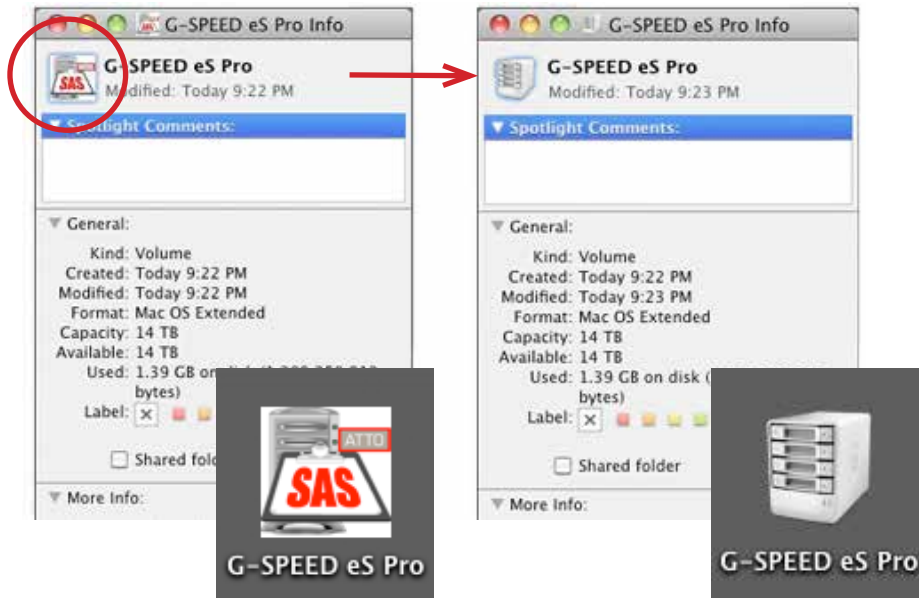 G-SPEED eS Pro Info
SAS
G-SPEED eS Pro
Modified: Today 9:22 PM
Spotlight Comments:
General:
Kind: Volume
Created: Today 9:22 PM
Modified: Today 9:22 PM
Format: Mac OS Extended
Capacity: 14 TB
Available: 14 TB
Used: 1.39 GB on disk
bytes)
Label:
Shared
More Info:
ATTO
SAS
G-SPEED eS Pro
G-SPEED eS Pro Info
G-SPEED eS Pro
Modified: Today 9:23 PM
Spotlight Comments:
General:
Kind: Volume
Created: Today 9:22 PM
Modified: Today 9:23 PM
Format: Mac OS Extended
Capacity: 14 TB
Available: 14 TB
Used: 1.39 GB on disk (
bytes)
Label:
Shared folder
More Info:
G-SPEED eS Pro